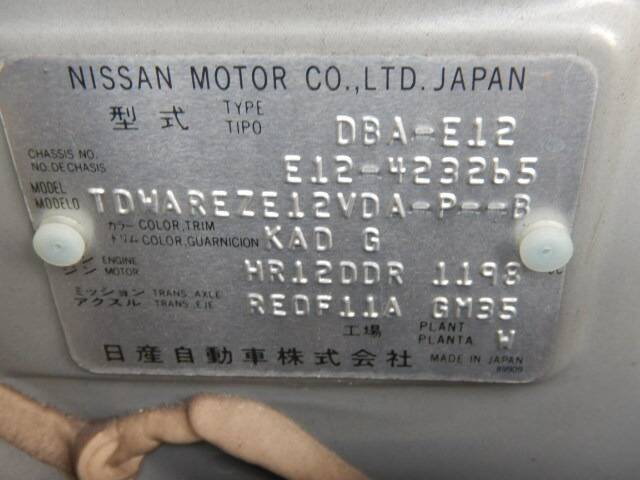 NISSAN MOTOR CO.,LTD. JAPAN
型式 TYPE TIPO DBA-E12
CHASSIS NO. NO. DE CHASIS E12-423265
MODEL MODELO TDWAREZE12VDA-P--B
カラー COLOR, TRIM
トリム COLOR, GUARNICION KAD G
ENGINE MOTOR HR12DDR 1198
ミッション TRANS. AXLE
アクスル TRANS. EJE RE0F11A GM35
工場 PLANT PLANTA W
日産自動車株式会社 MADE IN JAPAN
89909